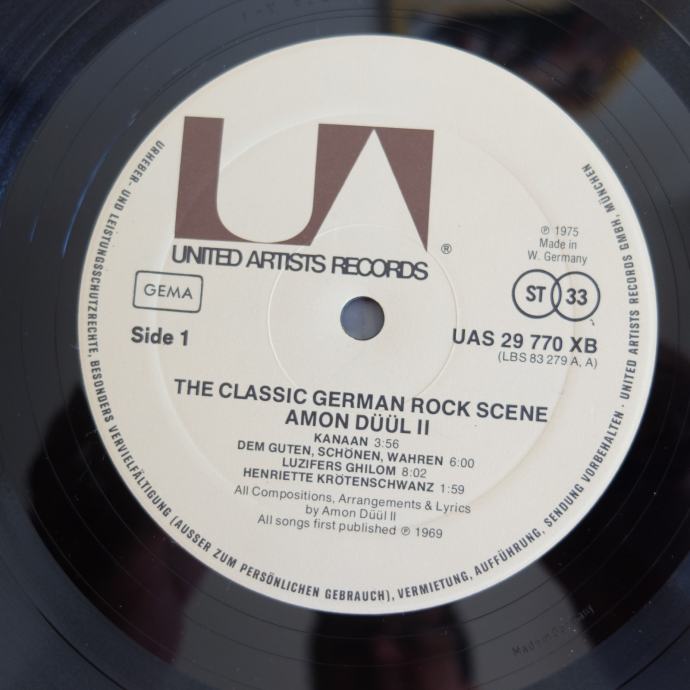 UA
UNITED ARTISTS RECORDS ®
℗ 1975
Made in
W. Germany
GEMA
ST 33
Side 1
UAS 29 770 XB
(LBS 83 279 A, A)
THE CLASSIC GERMAN ROCK SCENE
AMON DÜÜL II
KANAAN 3:56
DEM GUTEN, SCHÖNEN, WAHREN 6:00
LUZIFERS GHILOM 8:02
HENRIETTE KRÖTENSCHWANZ 1:59
All Compositions, Arrangements & Lyrics
by Amon Düül II
All songs first published ℗ 1969
URHEBER- UND LEISTUNGSSCHUTZRECHTE, BESONDERS VERVIELFÄLTIGUNG (AUSSER ZUM PERSÖNLICHEN GEBRAUCH), VERMIETUNG, AUFFÜHRUNG, SENDUNG VORBEHALTEN · UNITED ARTISTS RECORDS GMBH, MÜNCHEN
Made in Germany